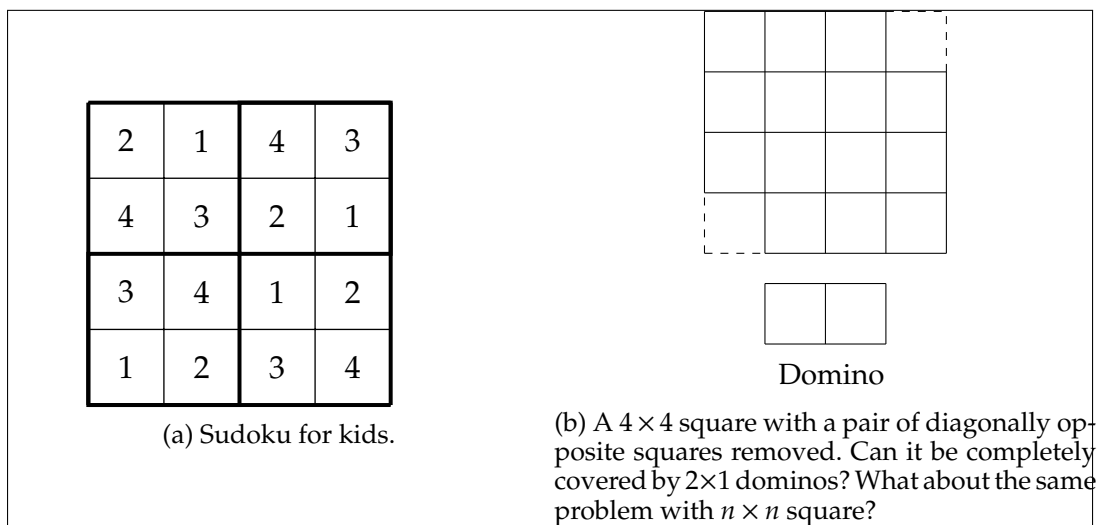 2 1 4 3
4 3 2 1
3 4 1 2
1 2 3 4
(a) Sudoku for kids.
Domino
(b) A 4 × 4 square with a pair of diagonally op-
posite squares removed. Can it be completely
covered by 2×1 dominos? What about the same
problem with n × n square?